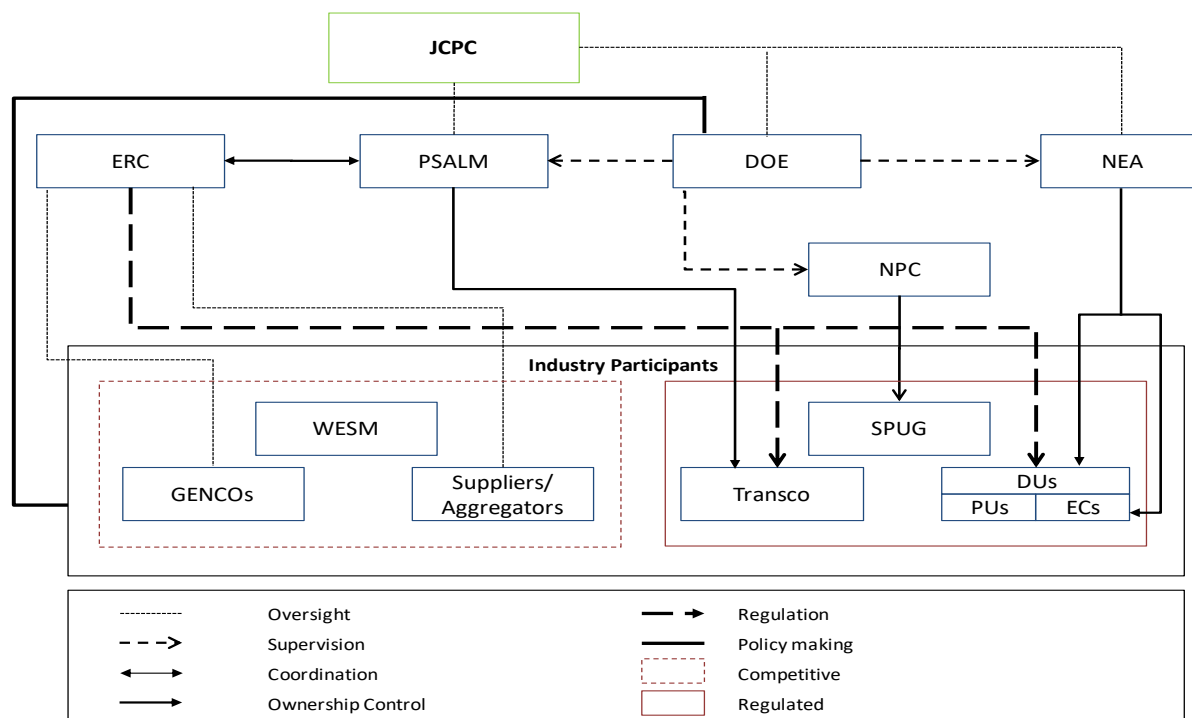 JCPC
ERC
PSALM
DOE
NEA
NPC
Industry Participants
WESM
SPUG
GENCOs
Suppliers/
Aggregators
Transco
DUs
PUs
ECs
Oversight
Regulation
Supervision
Policy making
Coordination
Competitive
Ownership Control
Regulated